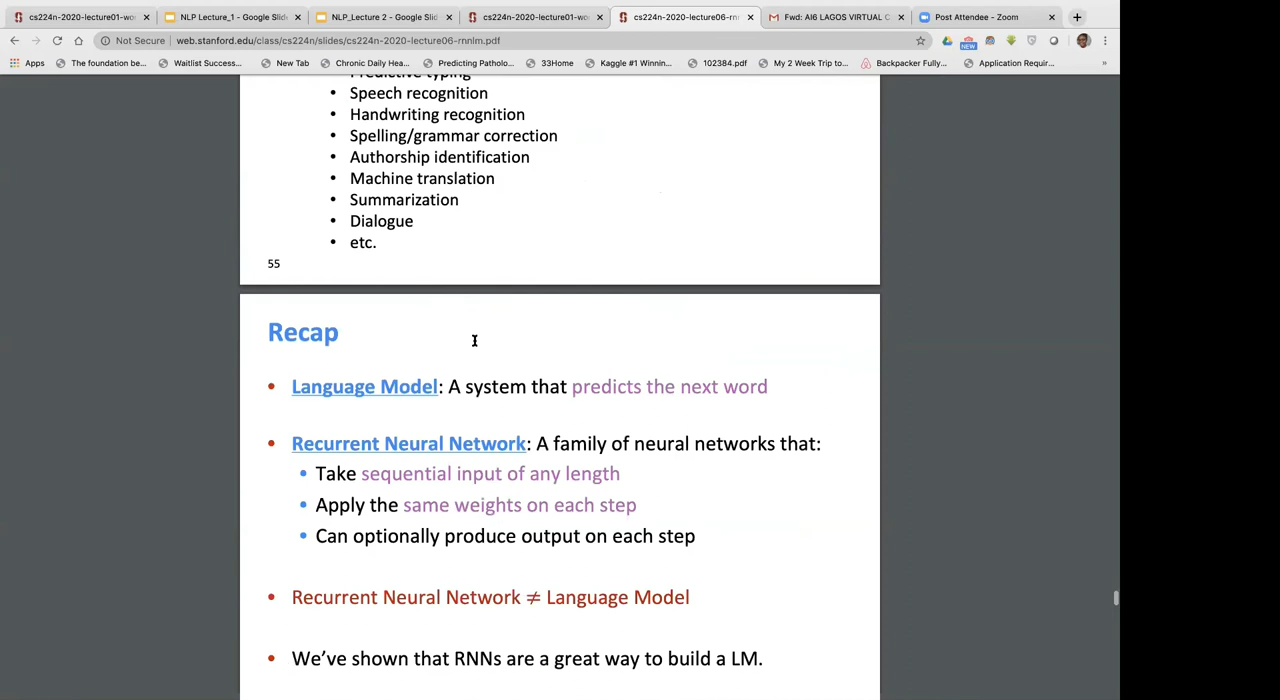 cs224n-2020-lecture01-wo
NLP Lecture_1 - Google Slide
NLP_Lecture 2 - Google Slid
cs224n-2020-lecture01-wo
cs224n-2020-lecture06-rn
Fwd: AI6 LAGOS VIRTUAL C
Post Attendee - Zoom
Not Secure | web.stanford.edu/class/cs224n/slides/cs224n-2020-lecture06-rnnlm.pdf
NEW
Apps
The foundation be...
Waitlist Success...
New Tab
Chronic Daily Hea...
Predicting Patholo...
33Home
Kaggle #1 Winnin...
102384.pdf
My 2 Week Trip to...
Backpacker Fully...
Application Requir...
»
Predictive typing
• Speech recognition
• Handwriting recognition
• Spelling/grammar correction
• Authorship identification
• Machine translation
• Summarization
• Dialogue
• etc.
55
Recap
• Language Model: A system that predicts the next word
• Recurrent Neural Network: A family of neural networks that:
• Take sequential input of any length
• Apply the same weights on each step
• Can optionally produce output on each step
• Recurrent Neural Network ≠ Language Model
• We've shown that RNNs are a great way to build a LM.